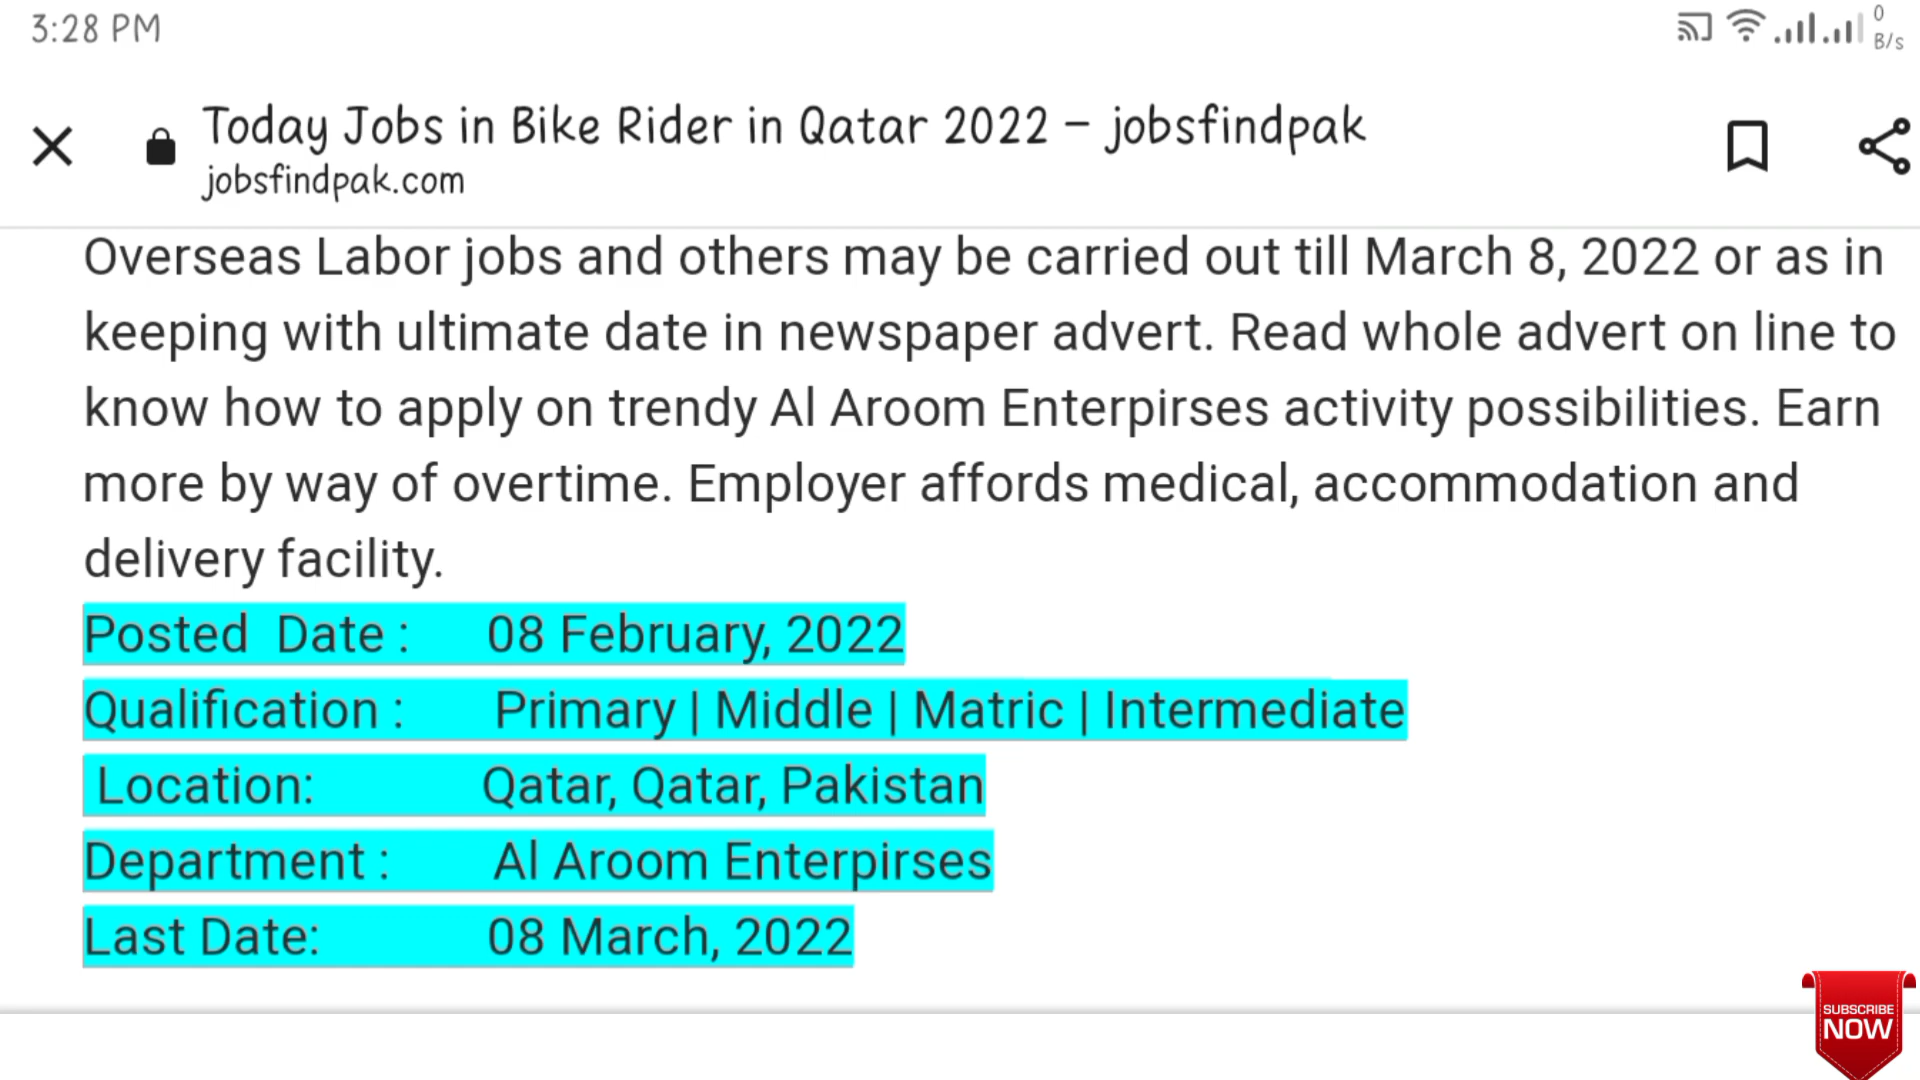 3:28 PM
0
B/s
Today Jobs in Bike Rider in Qatar 2022 – jobsfindpak
jobsfindpak.com
Overseas Labor jobs and others may be carried out till March 8, 2022 or as in
keeping with ultimate date in newspaper advert. Read whole advert on line to
know how to apply on trendy Al Aroom Enterpirses activity possibilities. Earn
more by way of overtime. Employer affords medical, accommodation and
delivery facility.
Posted Date : 08 February, 2022
Qualification : Primary | Middle | Matric | Intermediate
Location: Qatar, Qatar, Pakistan
Department : Al Aroom Enterpirses
Last Date: 08 March, 2022
SUBSCRIBE
NOW